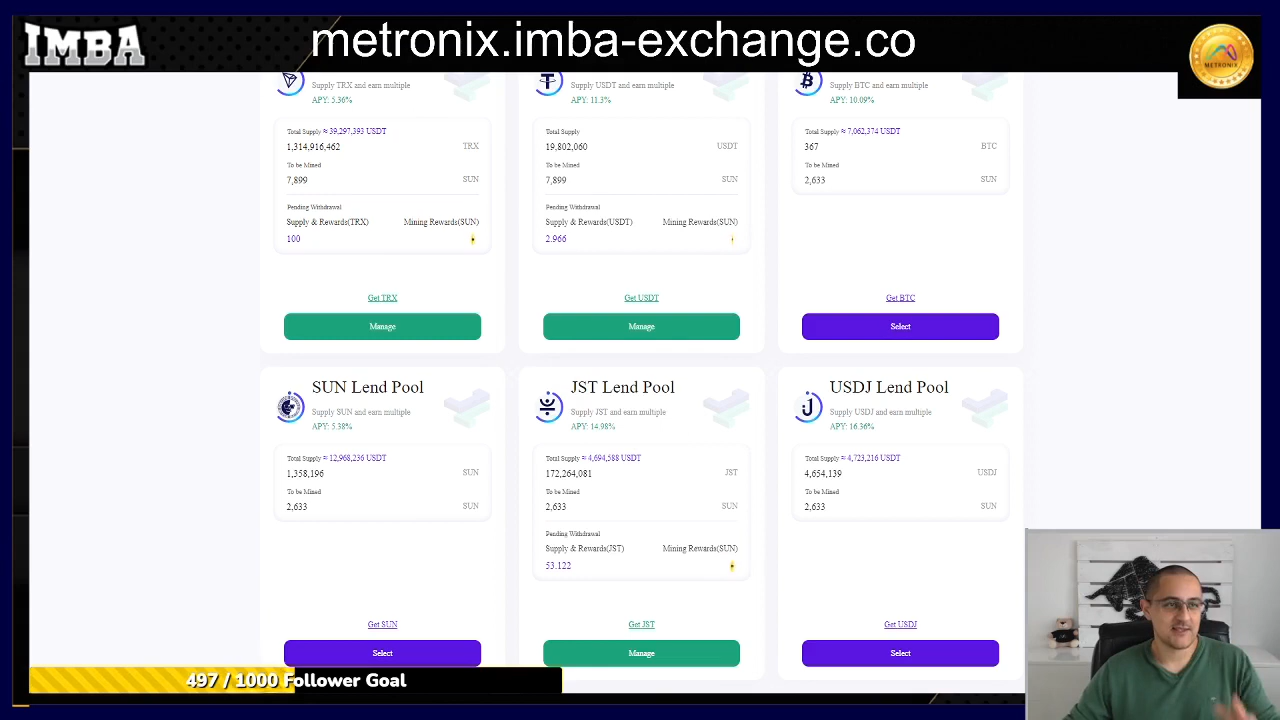 IMBA
metronix.imba-exchange.co
METRONIX
Supply TRX and earn multiple
APY: 5.36%
Total Supply ≈ 39,297,393 USDT
1,314,916,462 TRX
To be Mined
7,899 SUN
Pending Withdrawal
Supply & Rewards(TRX) Mining Rewards(SUN)
100
Get TRX
Manage
Supply USDT and earn multiple
APY: 11.3%
Total Supply
19,802,060 USDT
To be Mined
7,899 SUN
Pending Withdrawal
Supply & Rewards(USDT) Mining Rewards(SUN)
2.966
Get USDT
Manage
Supply BTC and earn multiple
APY: 10.09%
Total Supply ≈ 7,062,374 USDT
367 BTC
To be Mined
2,633 SUN
Get BTC
Select
SUN Lend Pool
Supply SUN and earn multiple
APY: 5.38%
Total Supply ≈ 12,968,236 USDT
1,358,196 SUN
To be Mined
2,633 SUN
Get SUN
Select
JST Lend Pool
Supply JST and earn multiple
APY: 14.98%
Total Supply ≈ 4,694,588 USDT
172,264,081 JST
To be Mined
2,633 SUN
Pending Withdrawal
Supply & Rewards(JST) Mining Rewards(SUN)
53.122
Get JST
Manage
USDJ Lend Pool
Supply USDJ and earn multiple
APY: 16.36%
Total Supply ≈ 4,723,216 USDT
4,654,139 USDJ
To be Mined
2,633 SUN
Get USDJ
Select
497 / 1000 Follower Goal